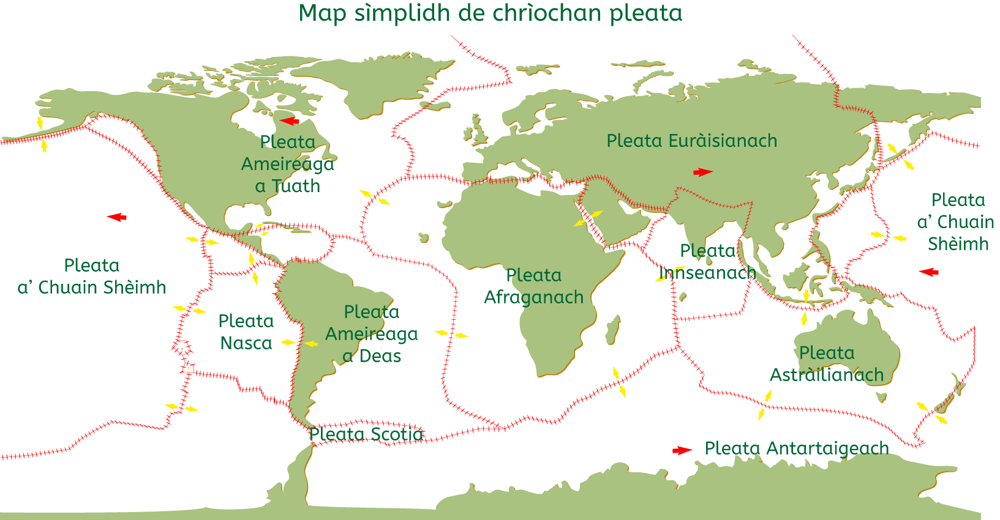 Map sìmplidh de chrìochan pleata
Pleata
Ameireaga
a Tuath
Pleata Euràisianach
Pleata
a’ Chuain
Shèimh
Pleata
a’ Chuain Shèimh
Pleata
Innseanach
Pleata
Afraganach
Pleata
Nasca
Pleata
Ameireaga
a Deas
Pleata
Astràilianach
Pleata Scotia
Pleata Antartaigeach